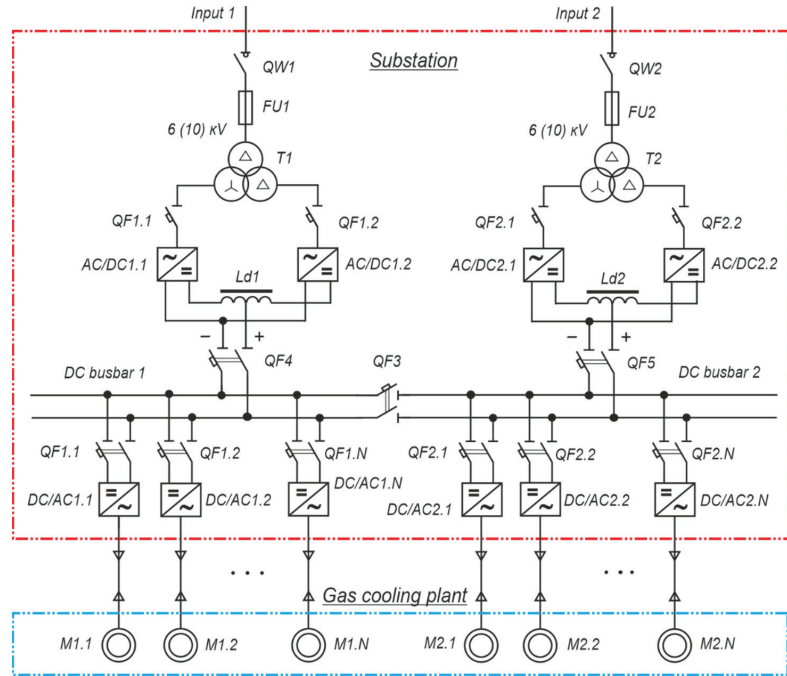 Input 1 Input 2
Substation
QW1 QW2
FU1 FU2
6 (10) кV 6 (10) кV
T1 T2
QF1.1 QF1.2 QF2.1 QF2.2
AC/DC1.1 Ld1 AC/DC1.2 AC/DC2.1 Ld2 AC/DC2.2
− + − +
QF4 QF3 QF5
DC busbar 1 DC busbar 2
QF1.1 QF1.2 QF1.N QF2.1 QF2.2 QF2.N
DC/AC1.1 DC/AC1.2 DC/AC1.N DC/AC2.1 DC/AC2.2 DC/AC2.N
... ...
Gas cooling plant
M1.1 M1.2 M1.N M2.1 M2.2 M2.N